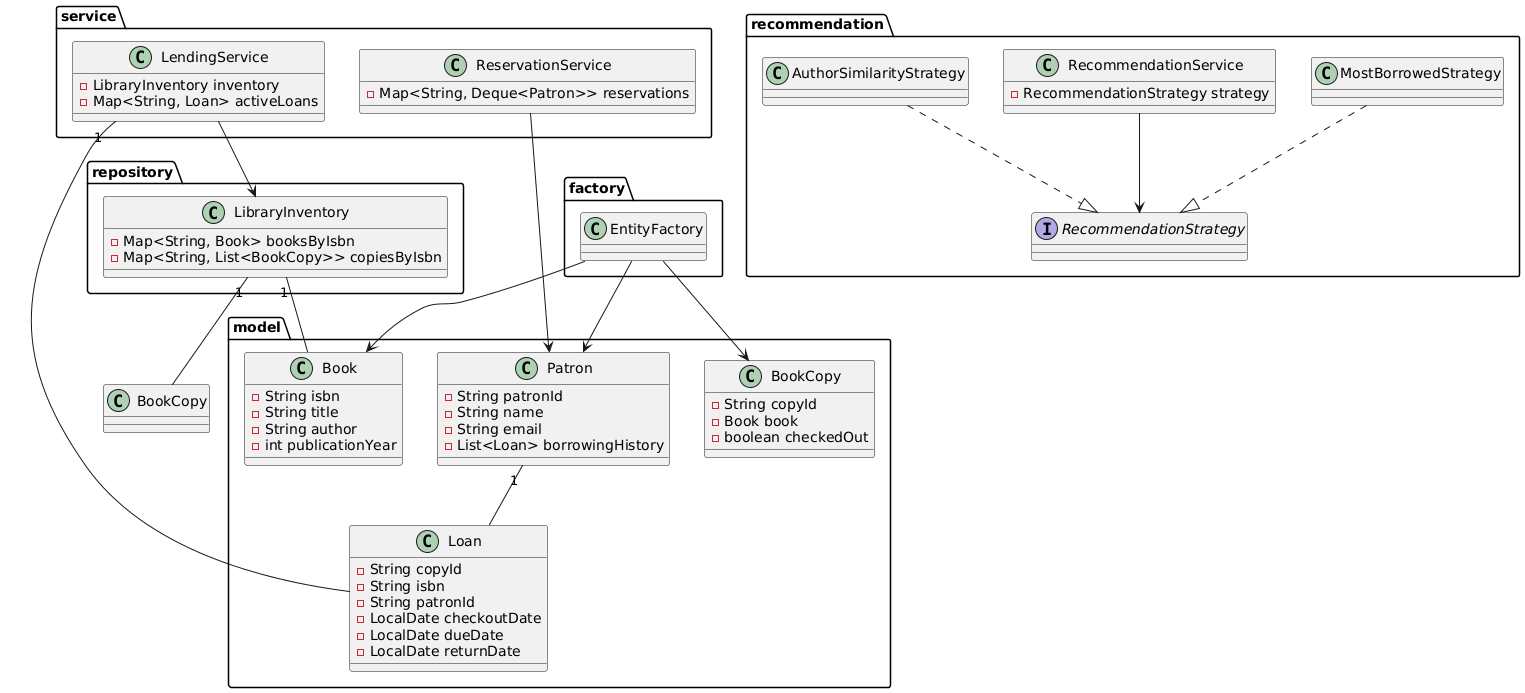 service
C LendingService
LibraryInventory inventory
Map<String, Loan> activeLoans
C ReservationService
Map<String, Deque<Patron>> reservations
1
recommendation
C AuthorSimilarityStrategy
C RecommendationService
RecommendationStrategy strategy
C MostBorrowedStrategy
I RecommendationStrategy
repository
C LibraryInventory
Map<String, Book> booksByIsbn
Map<String, List<BookCopy>> copiesByIsbn
1
1
factory
C EntityFactory
C BookCopy
model
C Book
String isbn
String title
String author
int publicationYear
C Patron
String patronId
String name
String email
List<Loan> borrowingHistory
1
C BookCopy
String copyId
Book book
boolean checkedOut
C Loan
String copyId
String isbn
String patronId
LocalDate checkoutDate
LocalDate dueDate
LocalDate returnDate